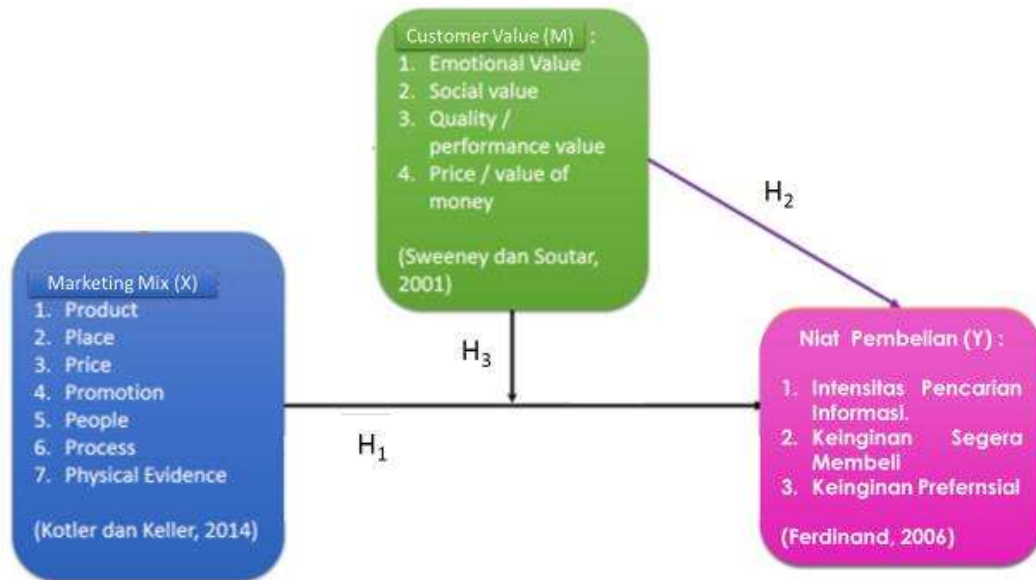 Customer Value (M) :
1. Emotional Value
2. Social value
3. Quality /
performance value
4. Price / value of
money
(Sweeney dan Soutar,
2001)
H2
Marketing Mix (X)
1. Product
2. Place
3. Price
4. Promotion
5. People
6. Process
7. Physical Evidence
(Kotler dan Keller, 2014)
H3
H1
Niat Pembelian (Y) :
1. Intensitas Pencarian
Informasi.
2. Keinginan Segera
Membeli
3. Keinginan Prefernsial
(Ferdinand, 2006)